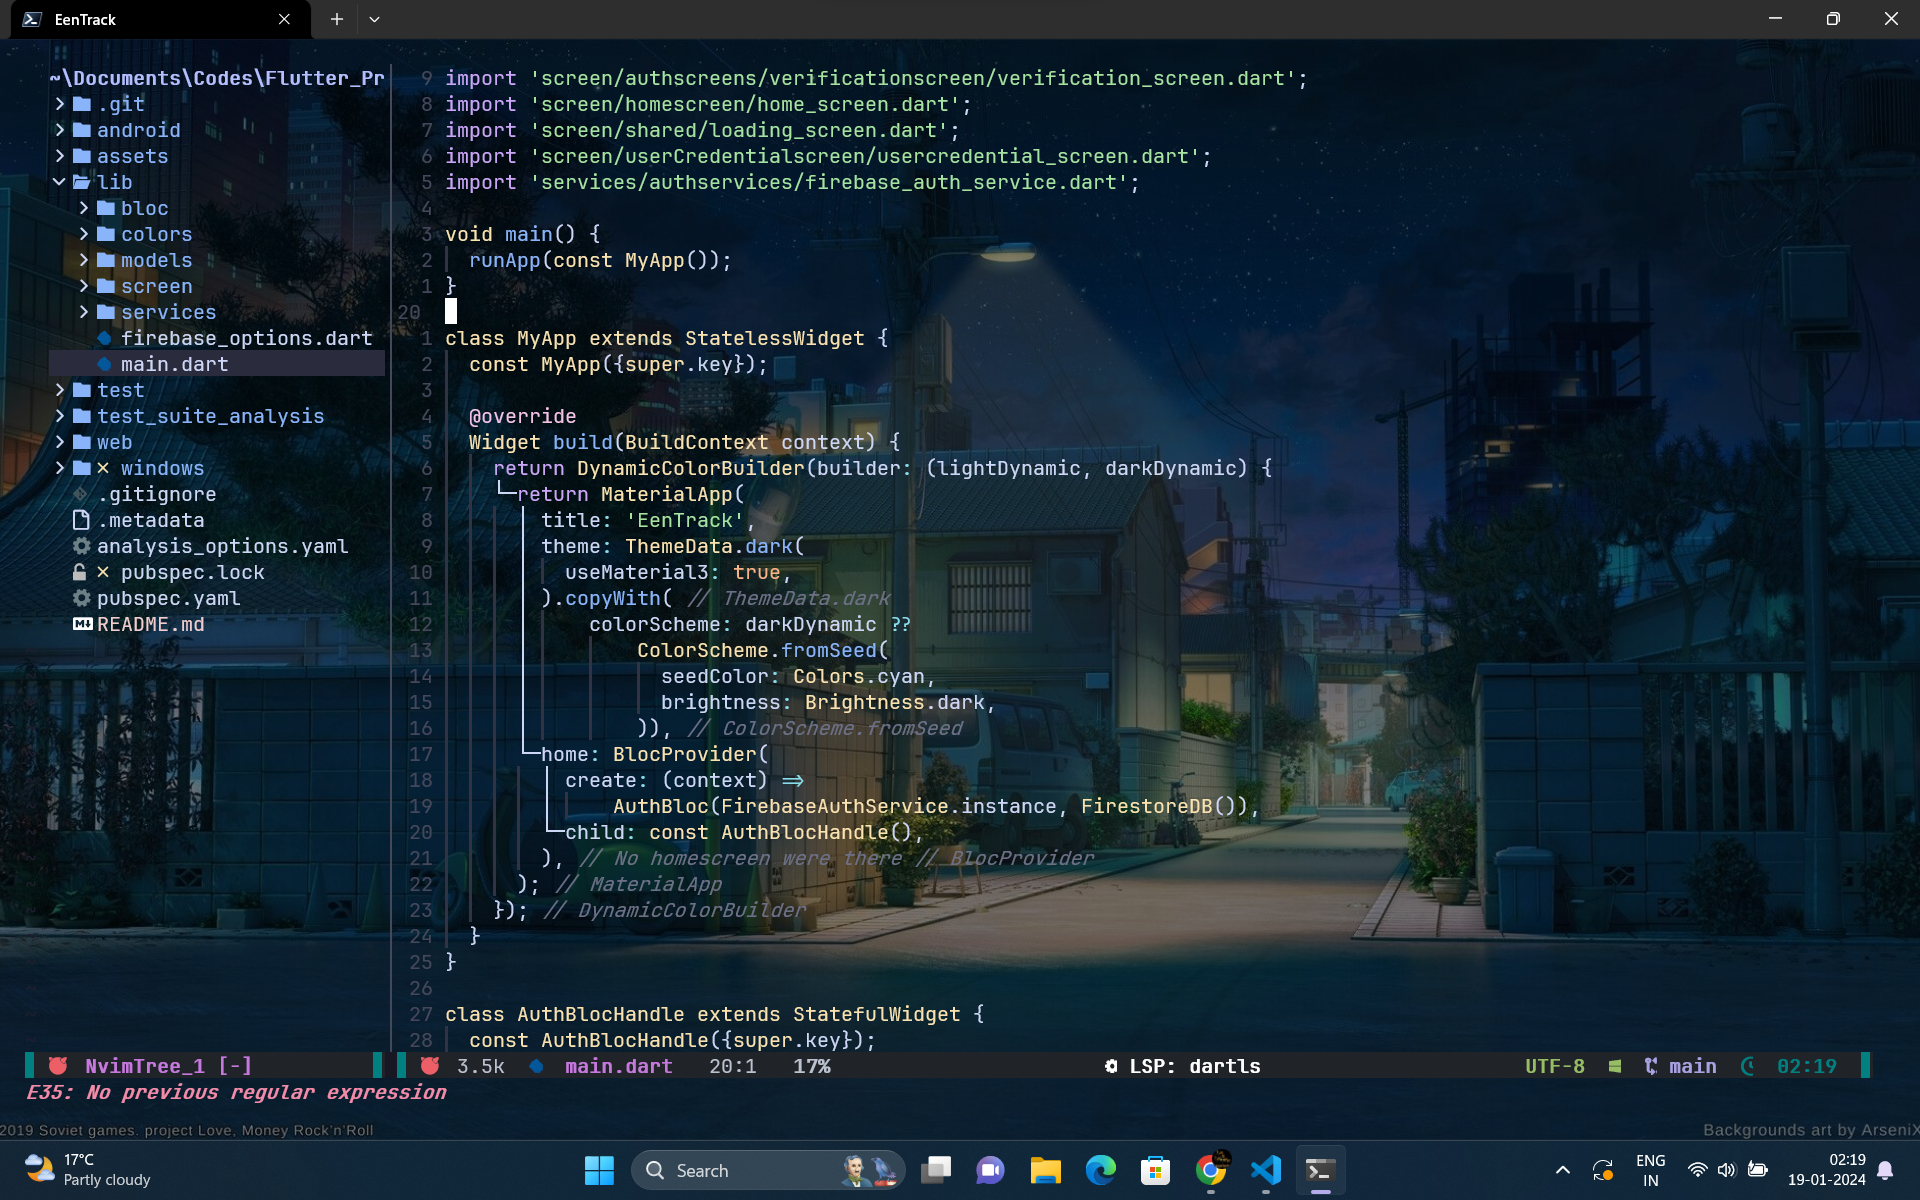 EenTrack
~\Documents\Codes\Flutter_Pr
.git
android
assets
lib
bloc
colors
models
screen
services
firebase_options.dart
main.dart
test
test_suite_analysis
web
windows
.gitignore
.metadata
analysis_options.yaml
pubspec.lock
pubspec.yaml
README.md
9 import 'screen/authscreens/verificationscreen/verification_screen.dart';
8 import 'screen/homescreen/home_screen.dart';
7 import 'screen/shared/loading_screen.dart';
6 import 'screen/userCredentialscreen/usercredential_screen.dart';
5 import 'services/authservices/firebase_auth_service.dart';
4
3 void main() {
2 runApp(const MyApp());
1 }
20
1 class MyApp extends StatelessWidget {
2 const MyApp({super.key});
3
4 @override
5 Widget build(BuildContext context) {
6 return DynamicColorBuilder(builder: (lightDynamic, darkDynamic) {
7 return MaterialApp(
8 title: 'EenTrack',
9 theme: ThemeData.dark(
10 useMaterial3: true,
11 ).copyWith( // ThemeData.dark
12 colorScheme: darkDynamic ??
13 ColorScheme.fromSeed(
14 seedColor: Colors.cyan,
15 brightness: Brightness.dark,
16 )), // ColorScheme.fromSeed
17 home: BlocProvider(
18 create: (context) =>
19 AuthBloc(FirebaseAuthService.instance, FirestoreDB()),
20 child: const AuthBlocHandle(),
21 ), // No homescreen were there // BlocProvider
22 ); // MaterialApp
23 }); // DynamicColorBuilder
24 }
25 }
26
27 class AuthBlocHandle extends StatefulWidget {
28 const AuthBlocHandle({super.key});
NvimTree_1 [-] 3.5k main.dart 20:1 17% LSP: dartls UTF-8 main 02:19
E35: No previous regular expression
2019 Soviet games. project Love, Money Rock'n'Roll
Backgrounds art by ArseniX
17°C
Partly cloudy
Search
ENG
IN
02:19
19-01-2024